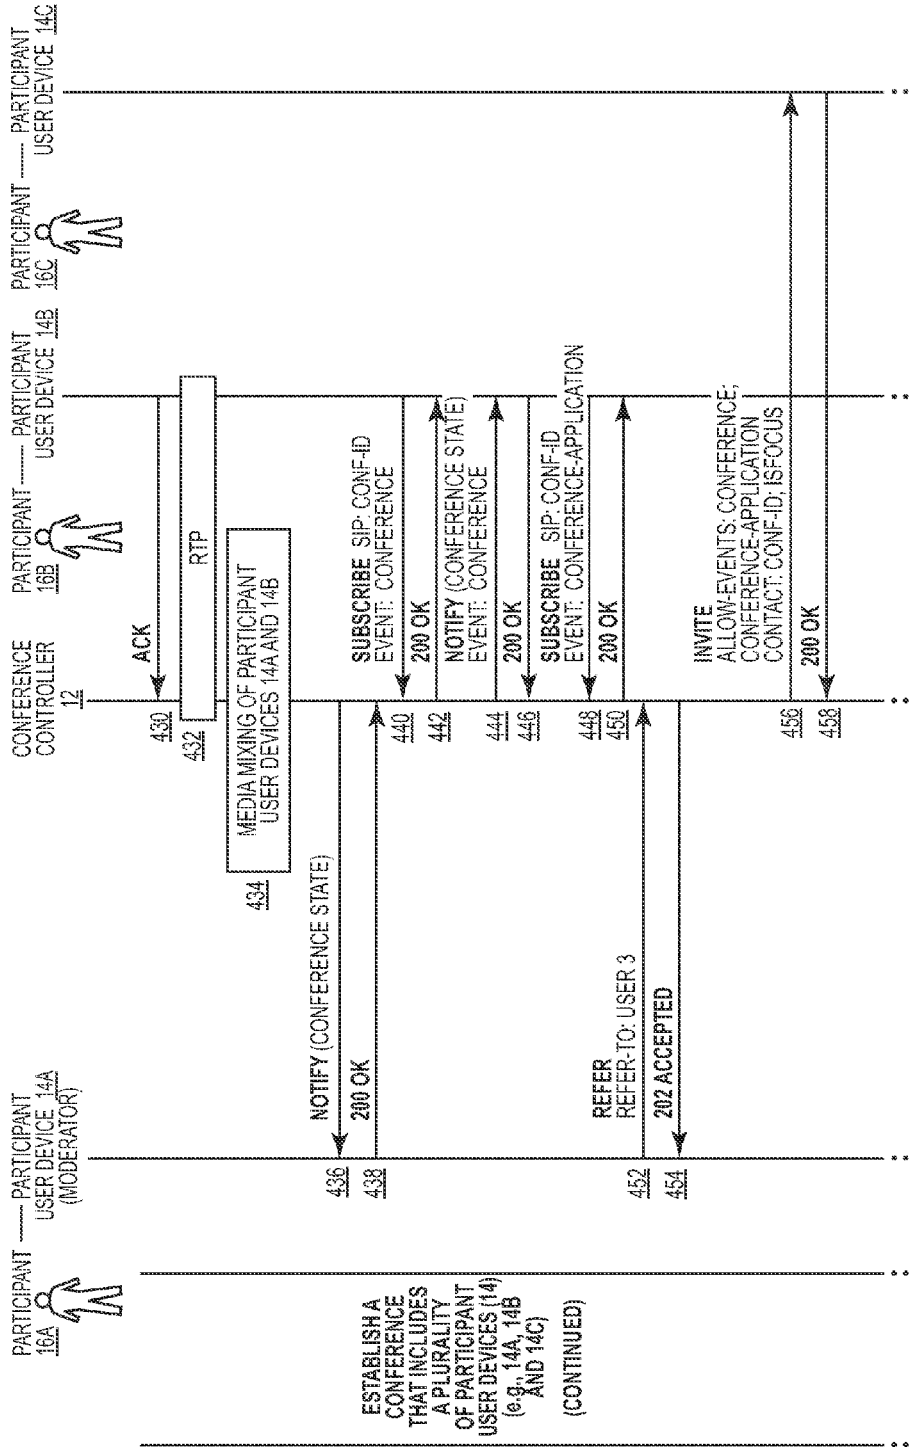 PARTICIPANT
16A
PARTICIPANT
USER DEVICE 14A
(MODERATOR)
CONFERENCE
CONTROLLER
12
PARTICIPANT
16B
PARTICIPANT
USER DEVICE 14B
PARTICIPANT
16C
PARTICIPANT
USER DEVICE 14C
ESTABLISH A
CONFERENCE
THAT INCLUDES
A PLURALITY
OF PARTICIPANT
USER DEVICES (14)
(e.g., 14A, 14B
AND 14C)
(CONTINUED)
ACK
430
RTP
432
MEDIA MIXING OF PARTICIPANT
USER DEVICES 14A AND 14B
434
NOTIFY (CONFERENCE STATE)
436
200 OK
438
SUBSCRIBE SIP: CONF-ID
EVENT: CONFERENCE
440
200 OK
442
NOTIFY (CONFERENCE STATE)
EVENT: CONFERENCE
444
200 OK
446
SUBSCRIBE SIP: CONF-ID
EVENT: CONFERENCE-APPLICATION
448
200 OK
450
REFER
REFER-TO: USER 3
452
202 ACCEPTED
454
INVITE
ALLOW-EVENTS: CONFERENCE;
CONFERENCE-APPLICATION
CONTACT: CONF-ID; ISFOCUS
456
200 OK
458